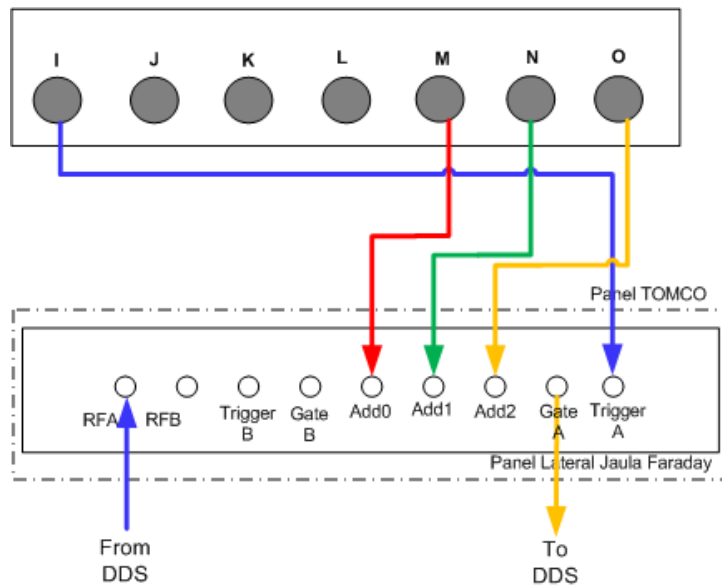 I J K L M N O
Panel TOMCO
RFA RFB Trigger B Gate B Add0 Add1 Add2 Gate A Trigger A
Panel Lateral Jaula Faraday
From DDS
To DDS